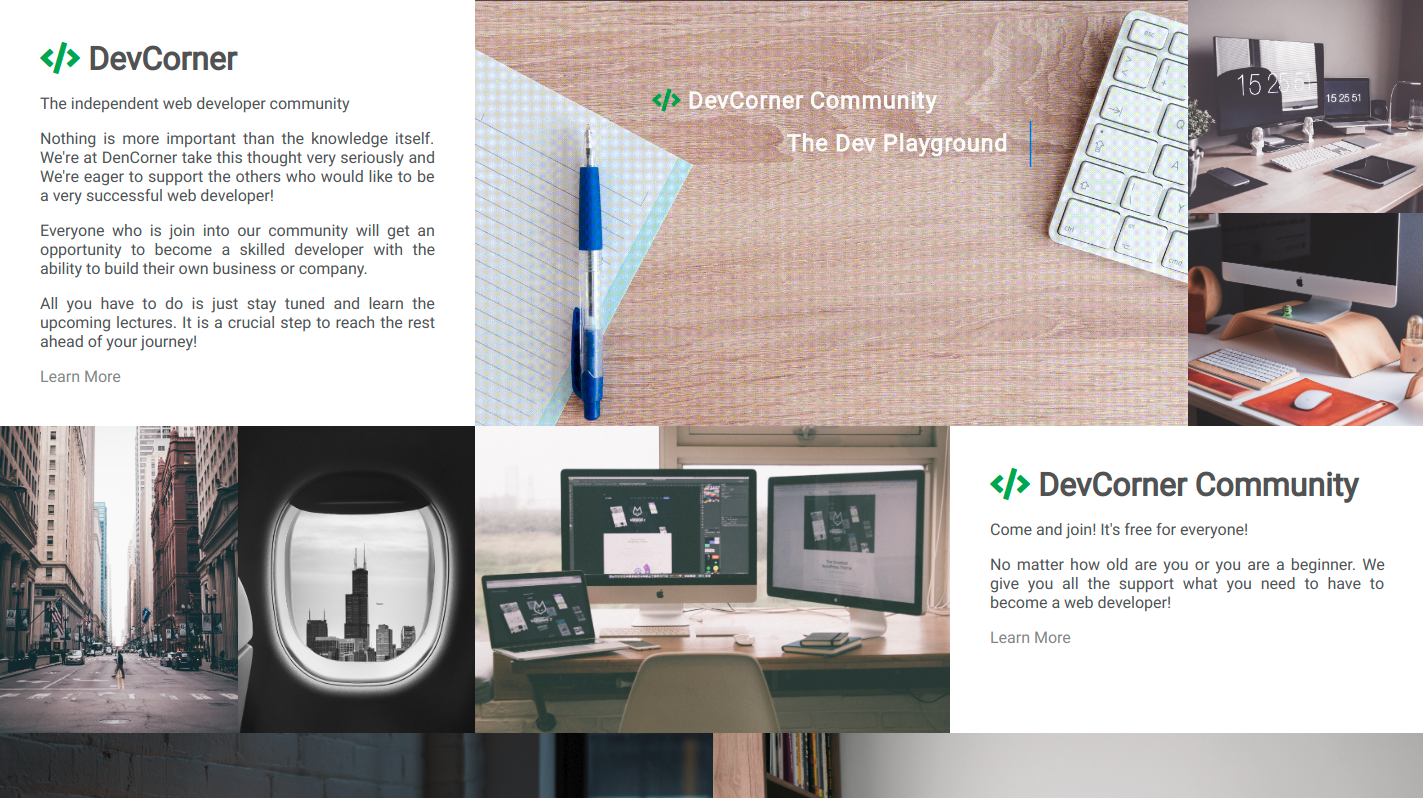 </> DevCorner
The independent web developer community
Nothing is more important than the knowledge itself.
We're at DenCorner take this thought very seriously and
We're eager to support the others who would like to be
a very successful web developer!
Everyone who is join into our community will get an
opportunity to become a skilled developer with the
ability to build their own business or company.
All you have to do is just stay tuned and learn the
upcoming lectures. It is a crucial step to reach the rest
ahead of your journey!
Learn More
</> DevCorner Community
The Dev Playground
esc
Q
A
Y
ctrl
cmd
15 25 51
15 25 51
</> DevCorner Community
Come and join! It's free for everyone!
No matter how old are you or you are a beginner. We
give you all the support what you need to have to
become a web developer!
Learn More